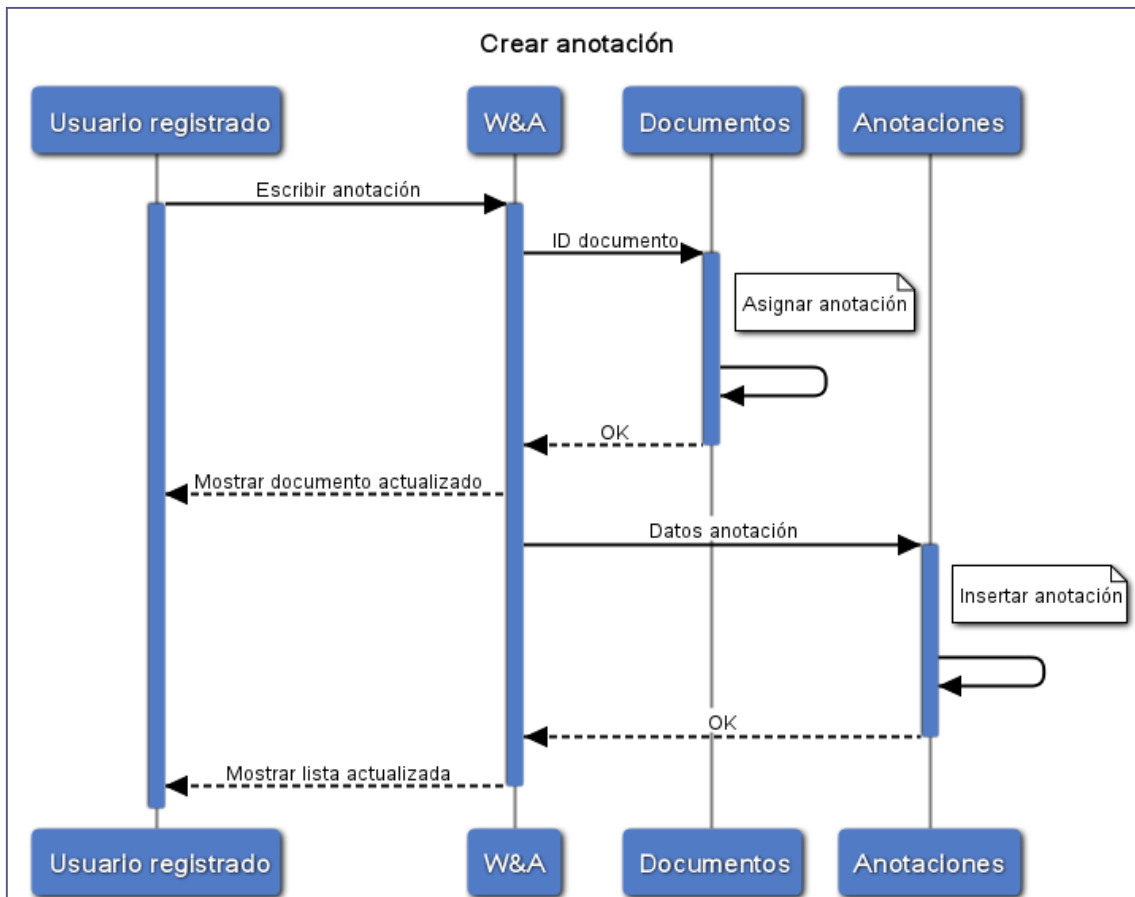 Crear anotación
Usuario registrado
W&A
Documentos
Anotaciones
Escribir anotación
ID documento
Asignar anotación
OK
Mostrar documento actualizado
Datos anotación
Insertar anotación
OK
Mostrar lista actualizada
Usuario registrado
W&A
Documentos
Anotaciones